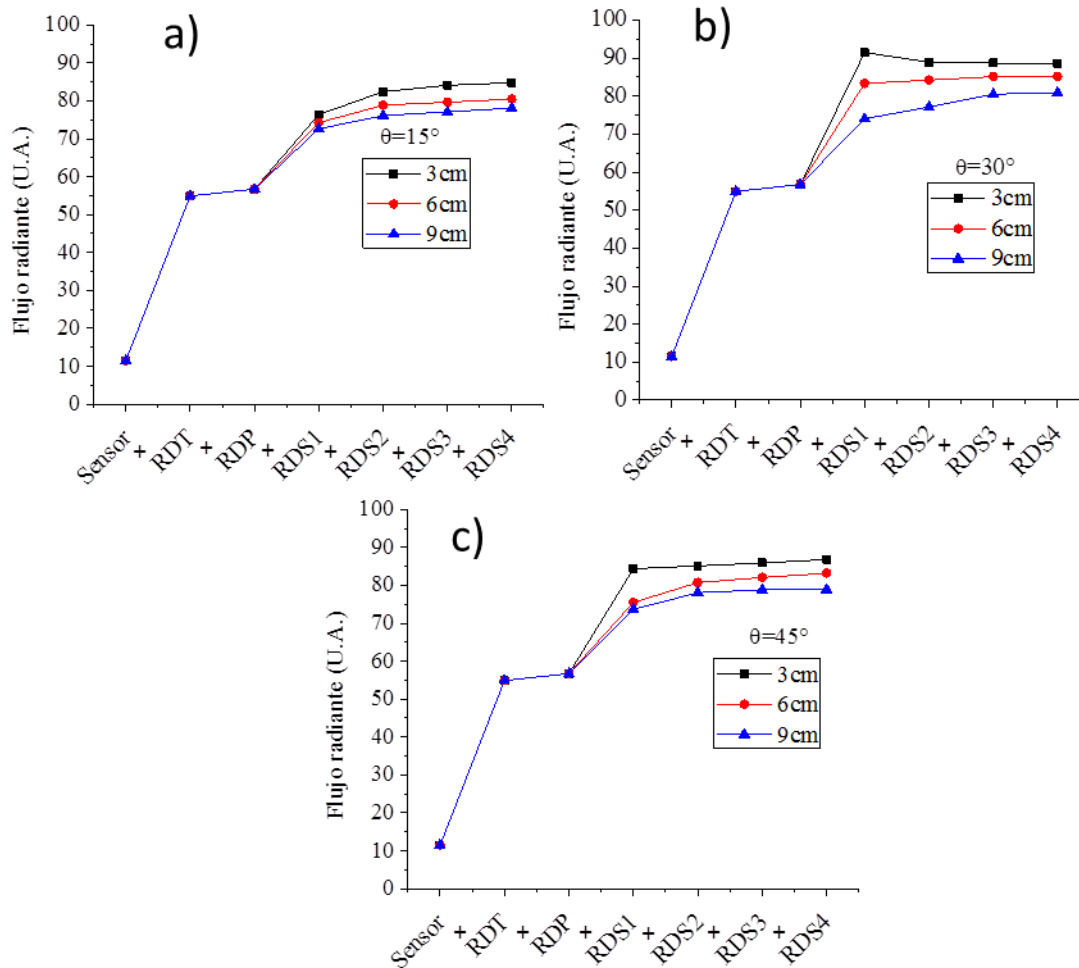 a)
Flujo radiante (U.A.)
100
90
80
70
60
50
40
30
20
10
0
θ=15°
3cm
6cm
9cm
Sensor + RDT + RDP + RDS1 + RDS2 + RDS3 + RDS4
b)
Flujo radiante (U.A.)
100
90
80
70
60
50
40
30
20
10
0
θ=30°
3cm
6cm
9cm
Sensor + RDT + RDP + RDS1 + RDS2 + RDS3 + RDS4
c)
Flujo radiante (U.A.)
100
90
80
70
60
50
40
30
20
10
0
θ=45°
3cm
6cm
9cm
Sensor + RDT + RDP + RDS1 + RDS2 + RDS3 + RDS4